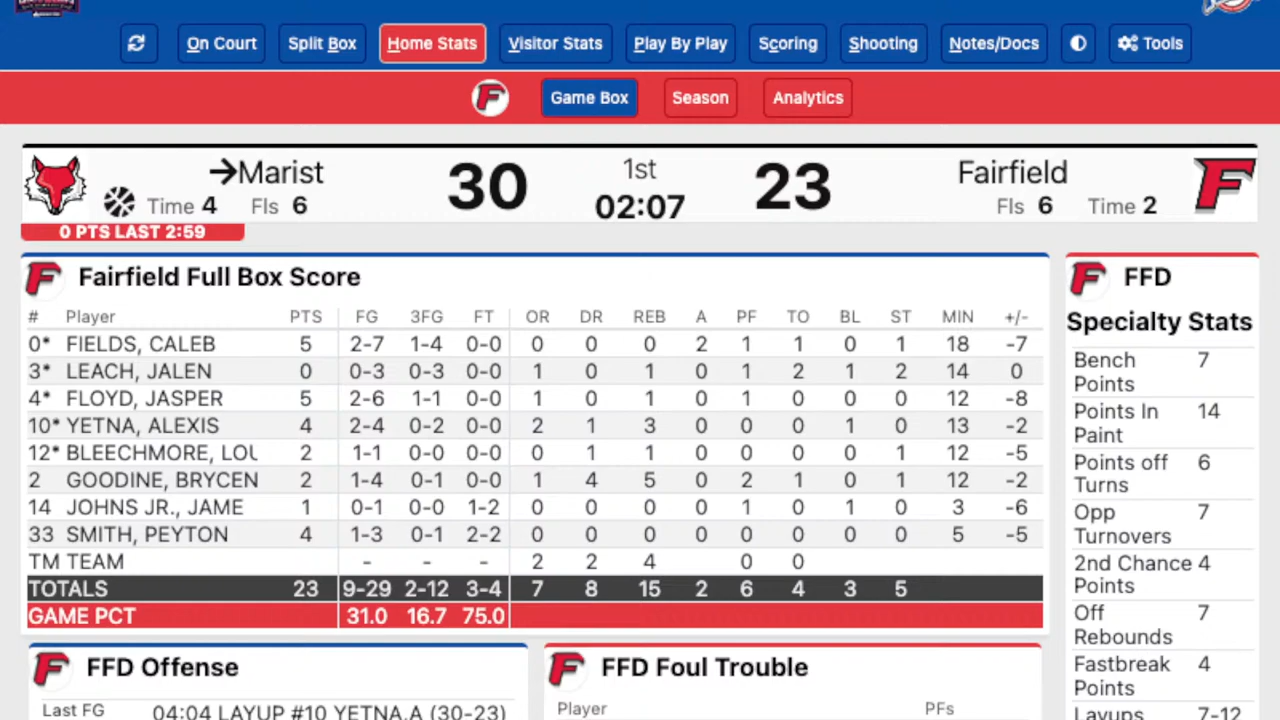 On Court Split Box Home Stats Visitor Stats Play By Play Scoring Shooting Notes/Docs Tools
F Game Box Season Analytics
→Marist 30 1st 23 Fairfield F
Time 4 Fls 6 02:07 Fls 6 Time 2
0 PTS LAST 2:59
F Fairfield Full Box Score
# Player PTS FG 3FG FT OR DR REB A PF TO BL ST MIN +/-
0* FIELDS, CALEB 5 2-7 1-4 0-0 0 0 0 2 1 1 0 1 18 -7
3* LEACH, JALEN 0 0-3 0-3 0-0 1 0 1 0 1 2 1 2 14 0
4* FLOYD, JASPER 5 2-6 1-1 0-0 1 0 1 0 1 0 0 0 12 -8
10* YETNA, ALEXIS 4 2-4 0-2 0-0 2 1 3 0 0 0 1 0 13 -2
12* BLEECHMORE, LOU 2 1-1 0-0 0-0 0 1 1 0 0 0 0 1 12 -5
2 GOODINE, BRYCEN 2 1-4 0-1 0-0 1 4 5 0 2 1 0 1 12 -2
14 JOHNS JR., JAME 1 0-1 0-0 1-2 0 0 0 0 1 0 1 0 3 -6
33 SMITH, PEYTON 4 1-3 0-1 2-2 0 0 0 0 0 0 0 0 5 -5
TM TEAM - - - 2 2 4 0 0
TOTALS 23 9-29 2-12 3-4 7 8 15 2 6 4 3 5
GAME PCT 31.0 16.7 75.0
F FFD
Specialty Stats
Bench Points 7
Points In Paint 14
Points off Turns 6
Opp Turnovers 7
2nd Chance Points 4
Off Rebounds 7
Fastbreak Points 4
Layups 7-12
F FFD Offense
Last FG 04:04 LAYUP #10 YETNA,A (30-23)
F FFD Foul Trouble
Player PFs